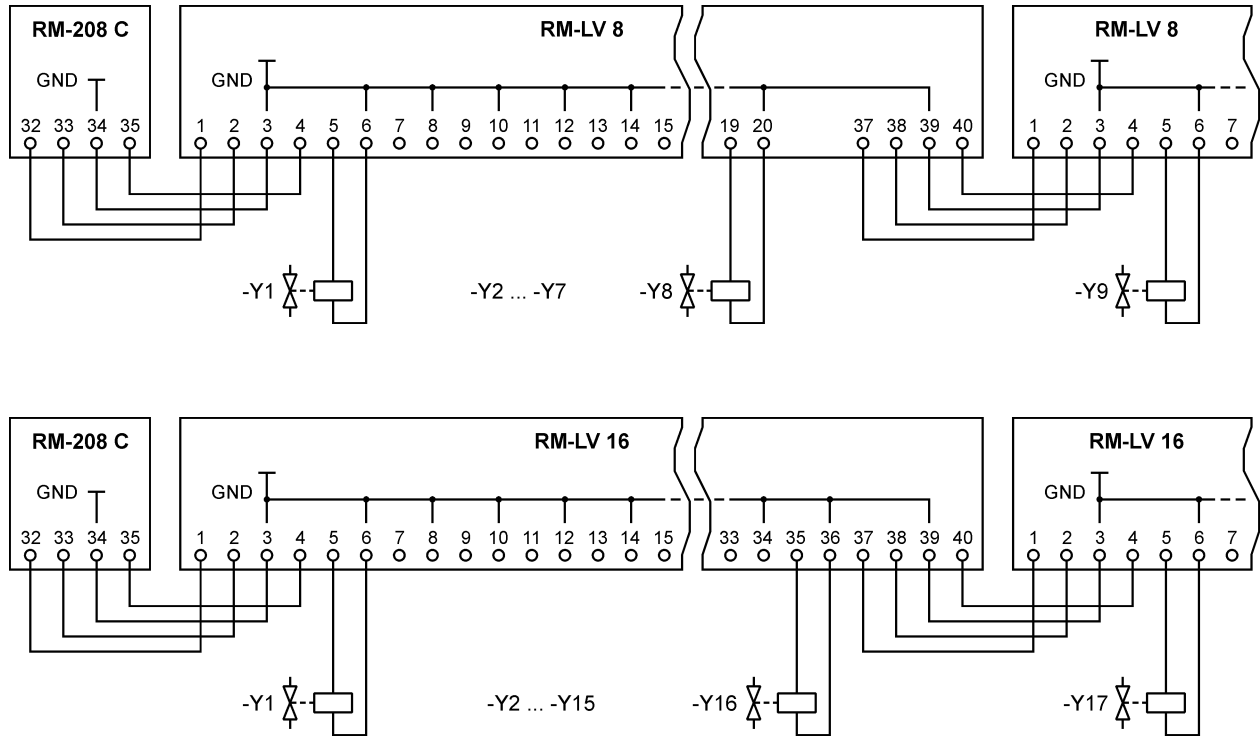 RM-208 C RM-LV 8 RM-LV 8
GND GND GND
32 33 34 35 1 2 3 4 5 6 7 8 9 10 11 12 13 14 15 19 20 37 38 39 40 1 2 3 4 5 6 7
-Y1 -Y2 ... -Y7 -Y8 -Y9
RM-208 C RM-LV 16 RM-LV 16
GND GND GND
32 33 34 35 1 2 3 4 5 6 7 8 9 10 11 12 13 14 15 33 34 35 36 37 38 39 40 1 2 3 4 5 6 7
-Y1 -Y2 ... -Y15 -Y16 -Y17